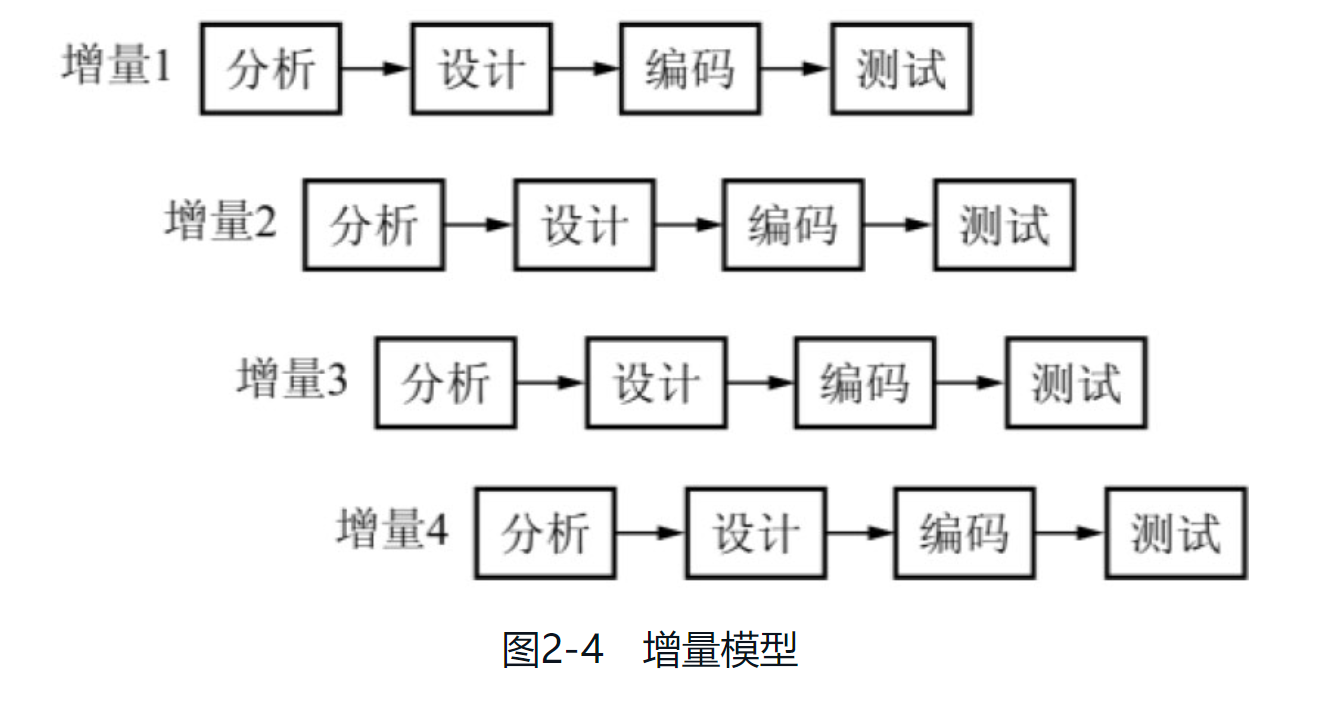 增量1 分析 设计 编码 测试
增量2 分析 设计 编码 测试
增量3 分析 设计 编码 测试
增量4 分析 设计 编码 测试
图2-4 增量模型